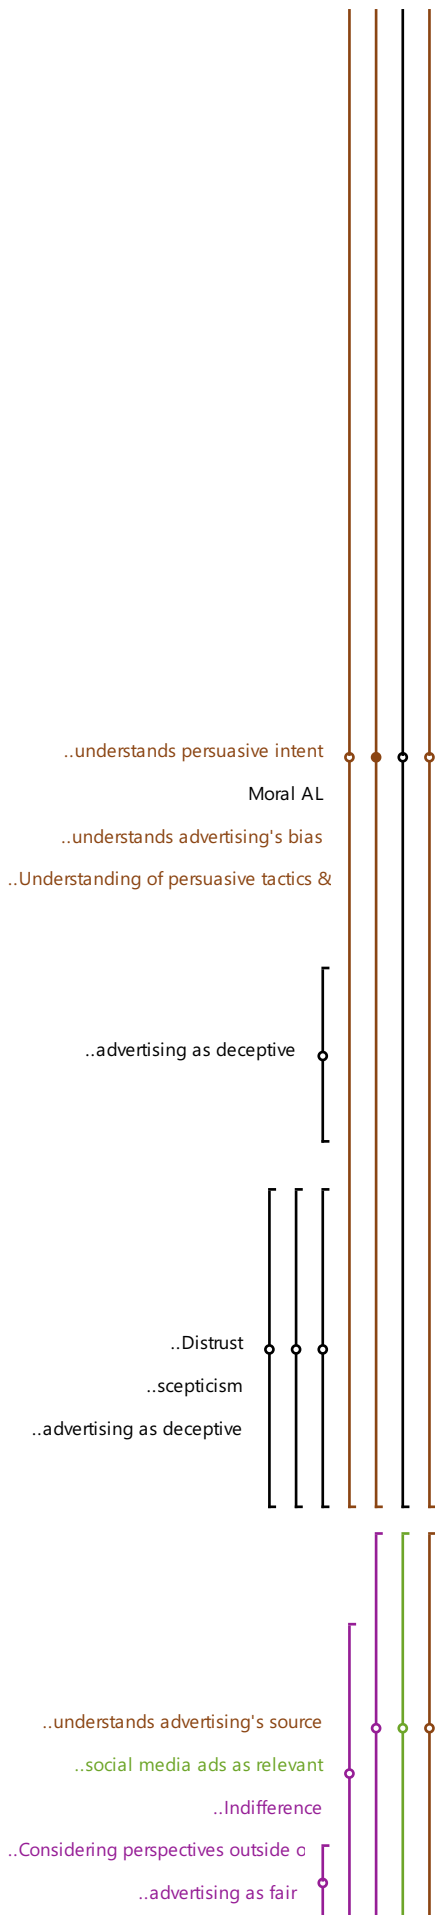 ..understands persuasive intent
Moral AL
..understands advertising's bias
..Understanding of persuasive tactics &
..advertising as deceptive
..Distrust
..scepticism
..advertising as deceptive
..understands advertising's source
..social media ads as relevant
..Indifference
..Considering perspectives outside o
..advertising as fair